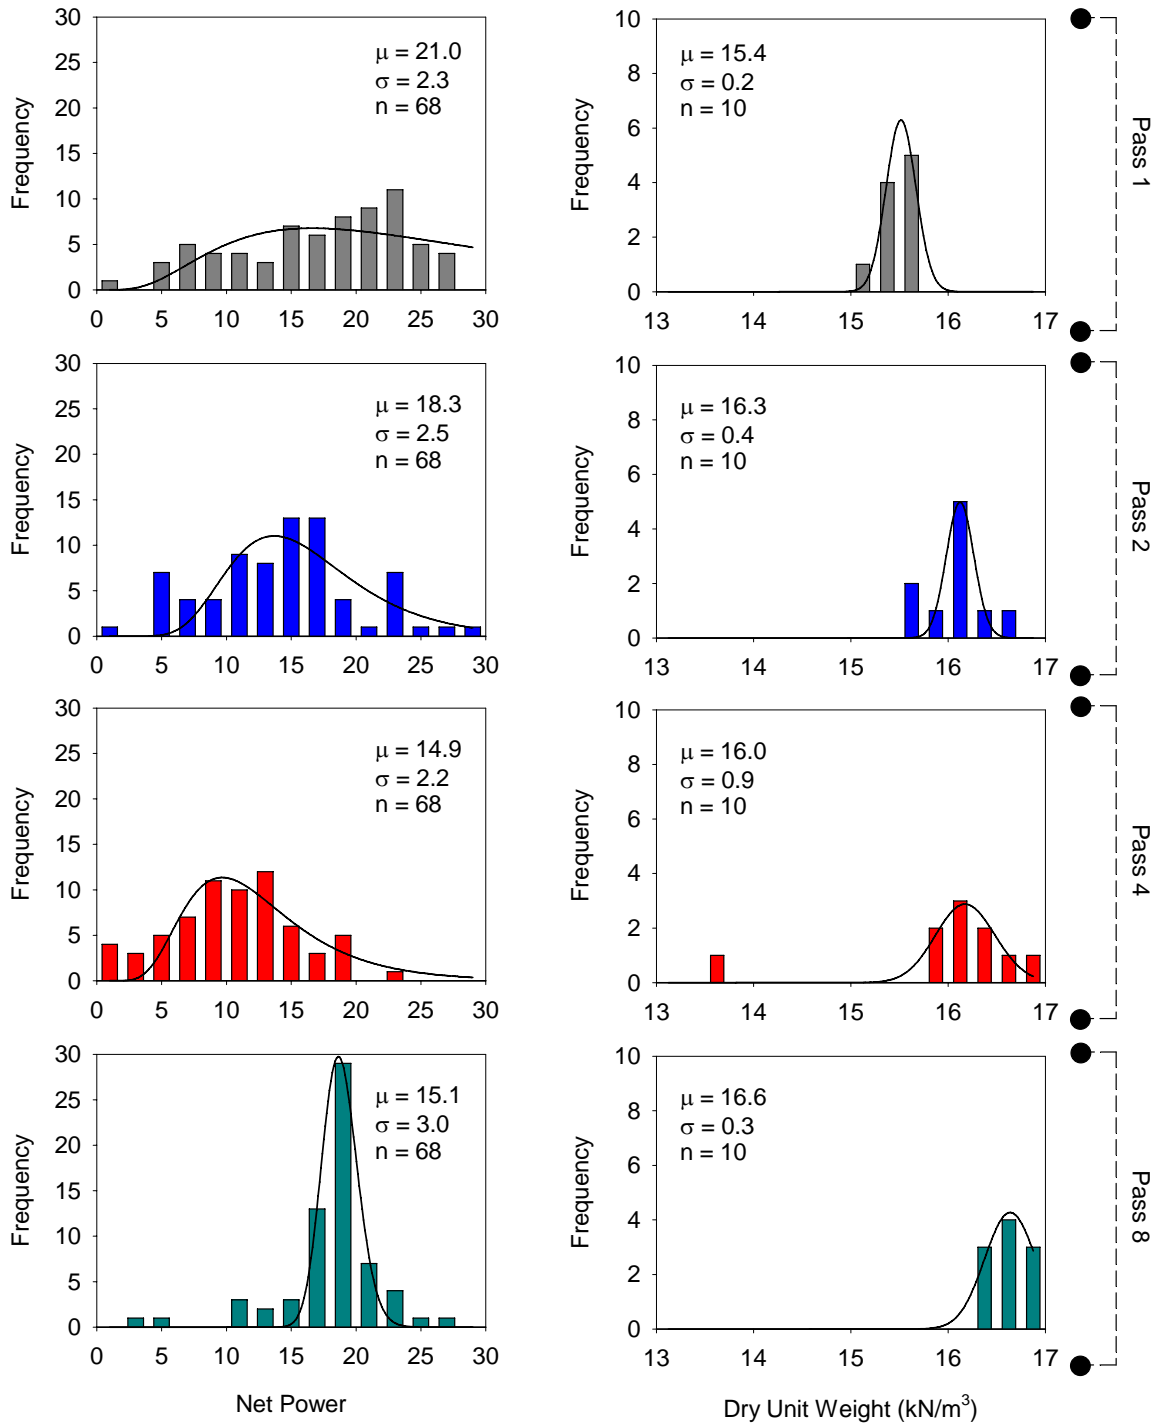 30
25
20
15
10
5
0
Frequency
μ = 21.0
σ = 2.3
n = 68
0 5 10 15 20 25 30
10
8
6
4
2
0
Frequency
μ = 15.4
σ = 0.2
n = 10
13 14 15 16 17
Pass 1
30
25
20
15
10
5
0
Frequency
μ = 18.3
σ = 2.5
n = 68
0 5 10 15 20 25 30
10
8
6
4
2
0
Frequency
μ = 16.3
σ = 0.4
n = 10
13 14 15 16 17
Pass 2
30
25
20
15
10
5
0
Frequency
μ = 14.9
σ = 2.2
n = 68
0 5 10 15 20 25 30
10
8
6
4
2
0
Frequency
μ = 16.0
σ = 0.9
n = 10
13 14 15 16 17
Pass 4
30
25
20
15
10
5
0
Frequency
μ = 15.1
σ = 3.0
n = 68
0 5 10 15 20 25 30
Net Power
10
8
6
4
2
0
Frequency
μ = 16.6
σ = 0.3
n = 10
13 14 15 16 17
Dry Unit Weight (kN/m³)
Pass 8